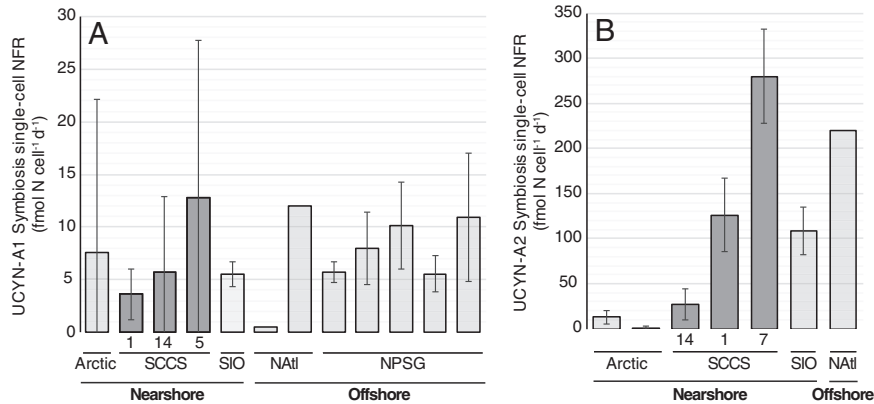 A
UCYN-A1 Symbiosis single-cell NFR
(fmol N cell⁻¹ d⁻¹)
30
25
20
15
10
5
0
1 14 5
Arctic SCCS SIO NAtl NPSG
Nearshore Offshore
B
UCYN-A2 Symbiosis single-cell NFR
(fmol N cell⁻¹ d⁻¹)
350
300
250
200
150
100
50
0
14 1 7
Arctic SCCS SIO NAtl
Nearshore Offshore